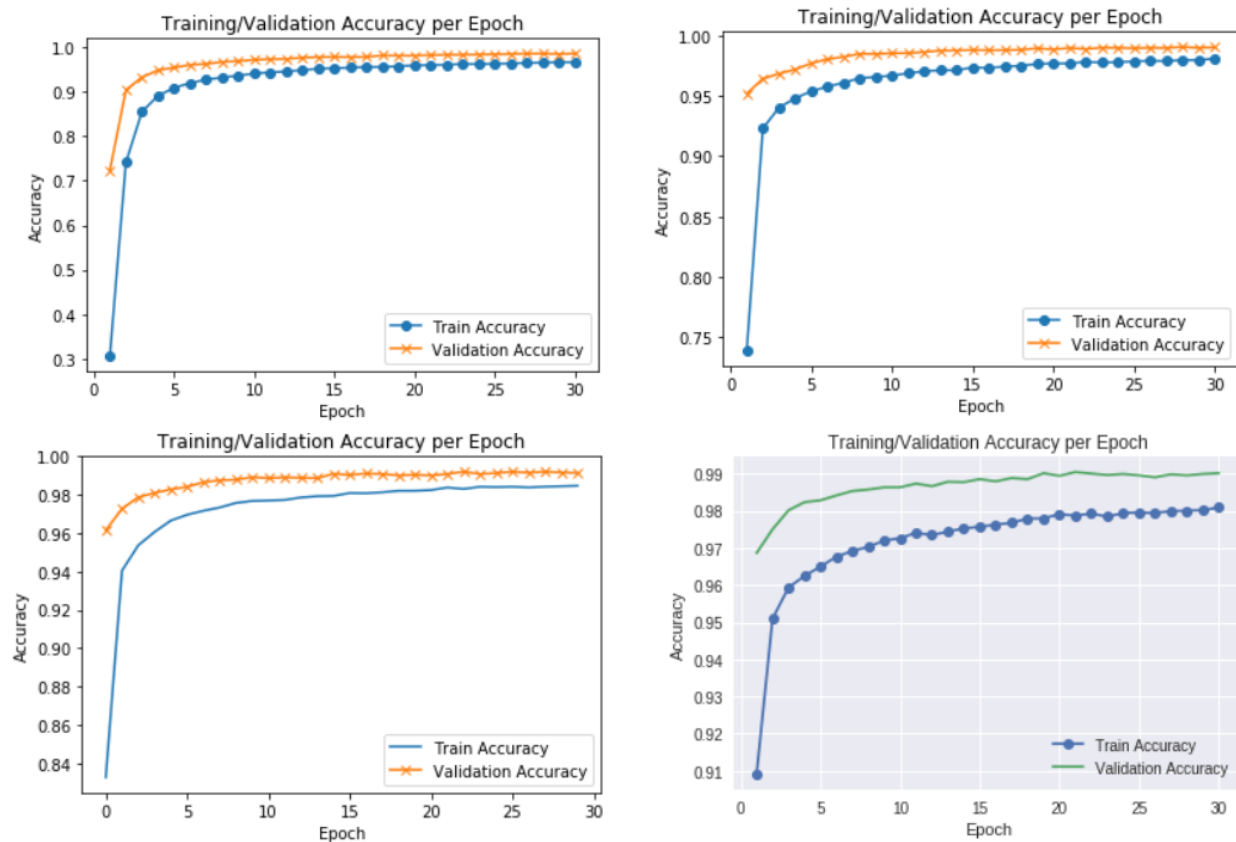 Training/Validation Accuracy per Epoch
1.0
0.9
0.8
0.7
0.6
0.5
0.4
0.3
Accuracy
Train Accuracy
Validation Accuracy
0 5 10 15 20 25 30
Epoch
Training/Validation Accuracy per Epoch
1.00
0.95
0.90
0.85
0.80
0.75
Accuracy
Train Accuracy
Validation Accuracy
0 5 10 15 20 25 30
Epoch
Training/Validation Accuracy per Epoch
1.00
0.98
0.96
0.94
0.92
0.90
0.88
0.86
0.84
Accuracy
Train Accuracy
Validation Accuracy
0 5 10 15 20 25 30
Epoch
Training/Validation Accuracy per Epoch
0.99
0.98
0.97
0.96
0.95
0.94
0.93
0.92
0.91
Accuracy
Train Accuracy
Validation Accuracy
0 5 10 15 20 25 30
Epoch